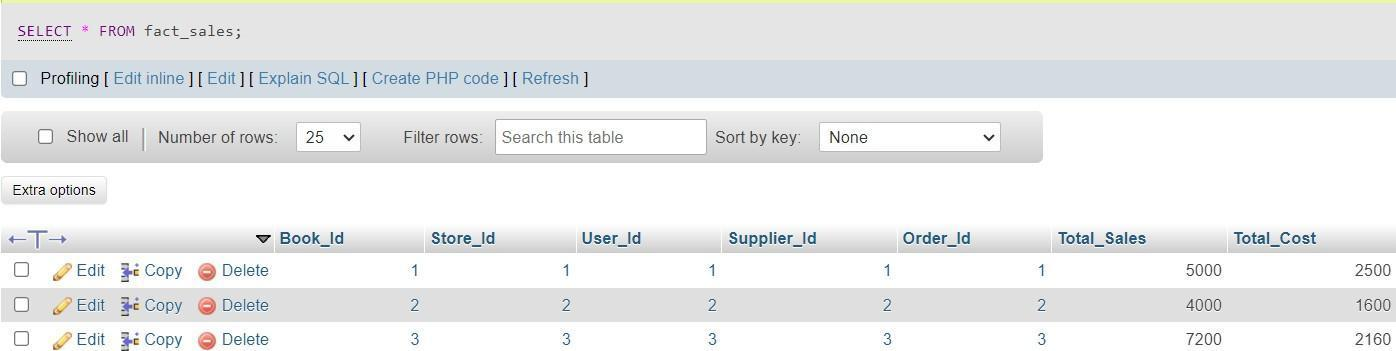 SELECT * FROM fact_sales;
Profiling [ Edit inline ] [ Edit ] [ Explain SQL ] [ Create PHP code ] [ Refresh ]
Show all Number of rows: 25 Filter rows: Search this table Sort by key: None
Extra options
←T→ Book_Id Store_Id User_Id Supplier_Id Order_Id Total_Sales Total_Cost
Edit Copy Delete 1 1 1 1 1 5000 2500
Edit Copy Delete 2 2 2 2 2 4000 1600
Edit Copy Delete 3 3 3 3 3 7200 2160